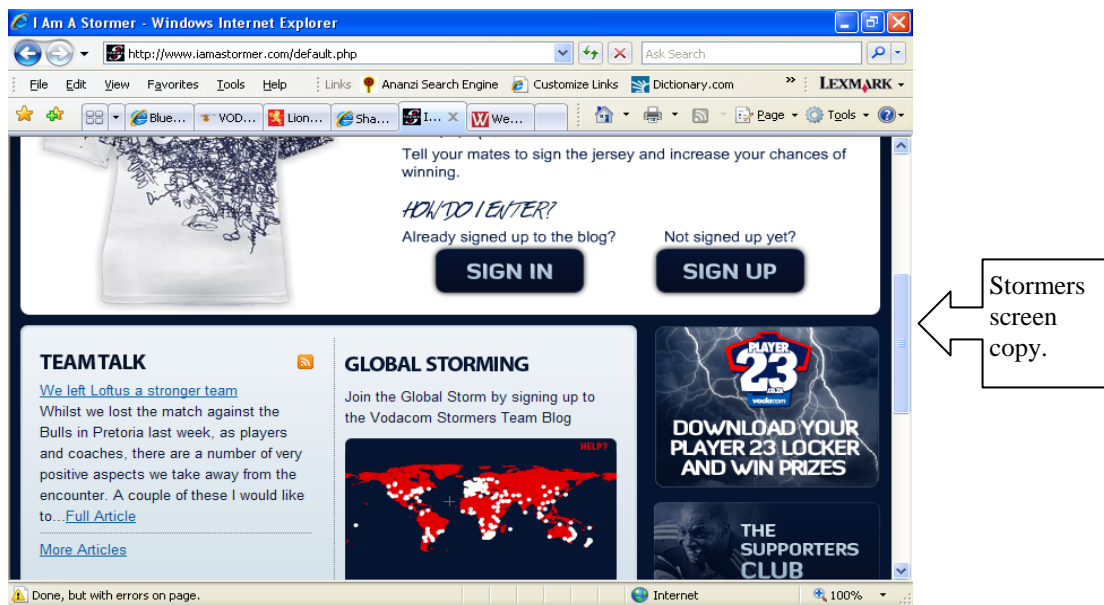 I Am A Stormer - Windows Internet Explorer
http://www.iamastormer.com/default.php
Ask Search
File Edit View Favorites Tools Help Links Ananzi Search Engine Customize Links Dictionary.com » LEXMARK
Blue... VOD... Lion... Sha... I... We... Page Tools
Tell your mates to sign the jersey and increase your chances of
winning.
HOW DO I ENTER?
Already signed up to the blog? Not signed up yet?
SIGN IN SIGN UP
TEAMTALK
We left Loftus a stronger team
Whilst we lost the match against the
Bulls in Pretoria last week, as players
and coaches, there are a number of very
positive aspects we take away from the
encounter. A couple of these I would like
to...Full Article
More Articles
GLOBAL STORMING
Join the Global Storm by signing up to
the Vodacom Stormers Team Blog
HELP?
PLAYER
23
vodacom
DOWNLOAD YOUR
PLAYER 23 LOCKER
AND WIN PRIZES
THE
SUPPORTERS
CLUB
Done, but with errors on page. Internet 100%
Stormers
screen
copy.